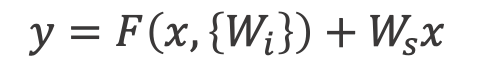 y = F(x, {W_i}) + W_s x